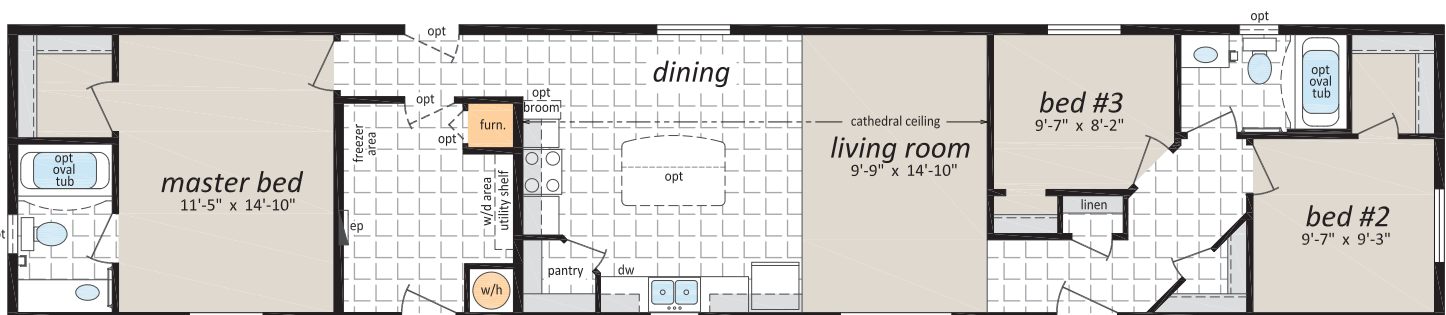 opt
oval
tub
master bed
11'-5" x 14'-10"
opt
opt
opt
furn.
freezer
area
w/d area
utility shelf
ep
w/h
opt
broom
dining
opt
pantry
dw
cathedral ceiling
living room
9'-9" x 14'-10"
bed #3
9'-7" x 8'-2"
linen
opt
opt
oval
tub
bed #2
9'-7" x 9'-3"